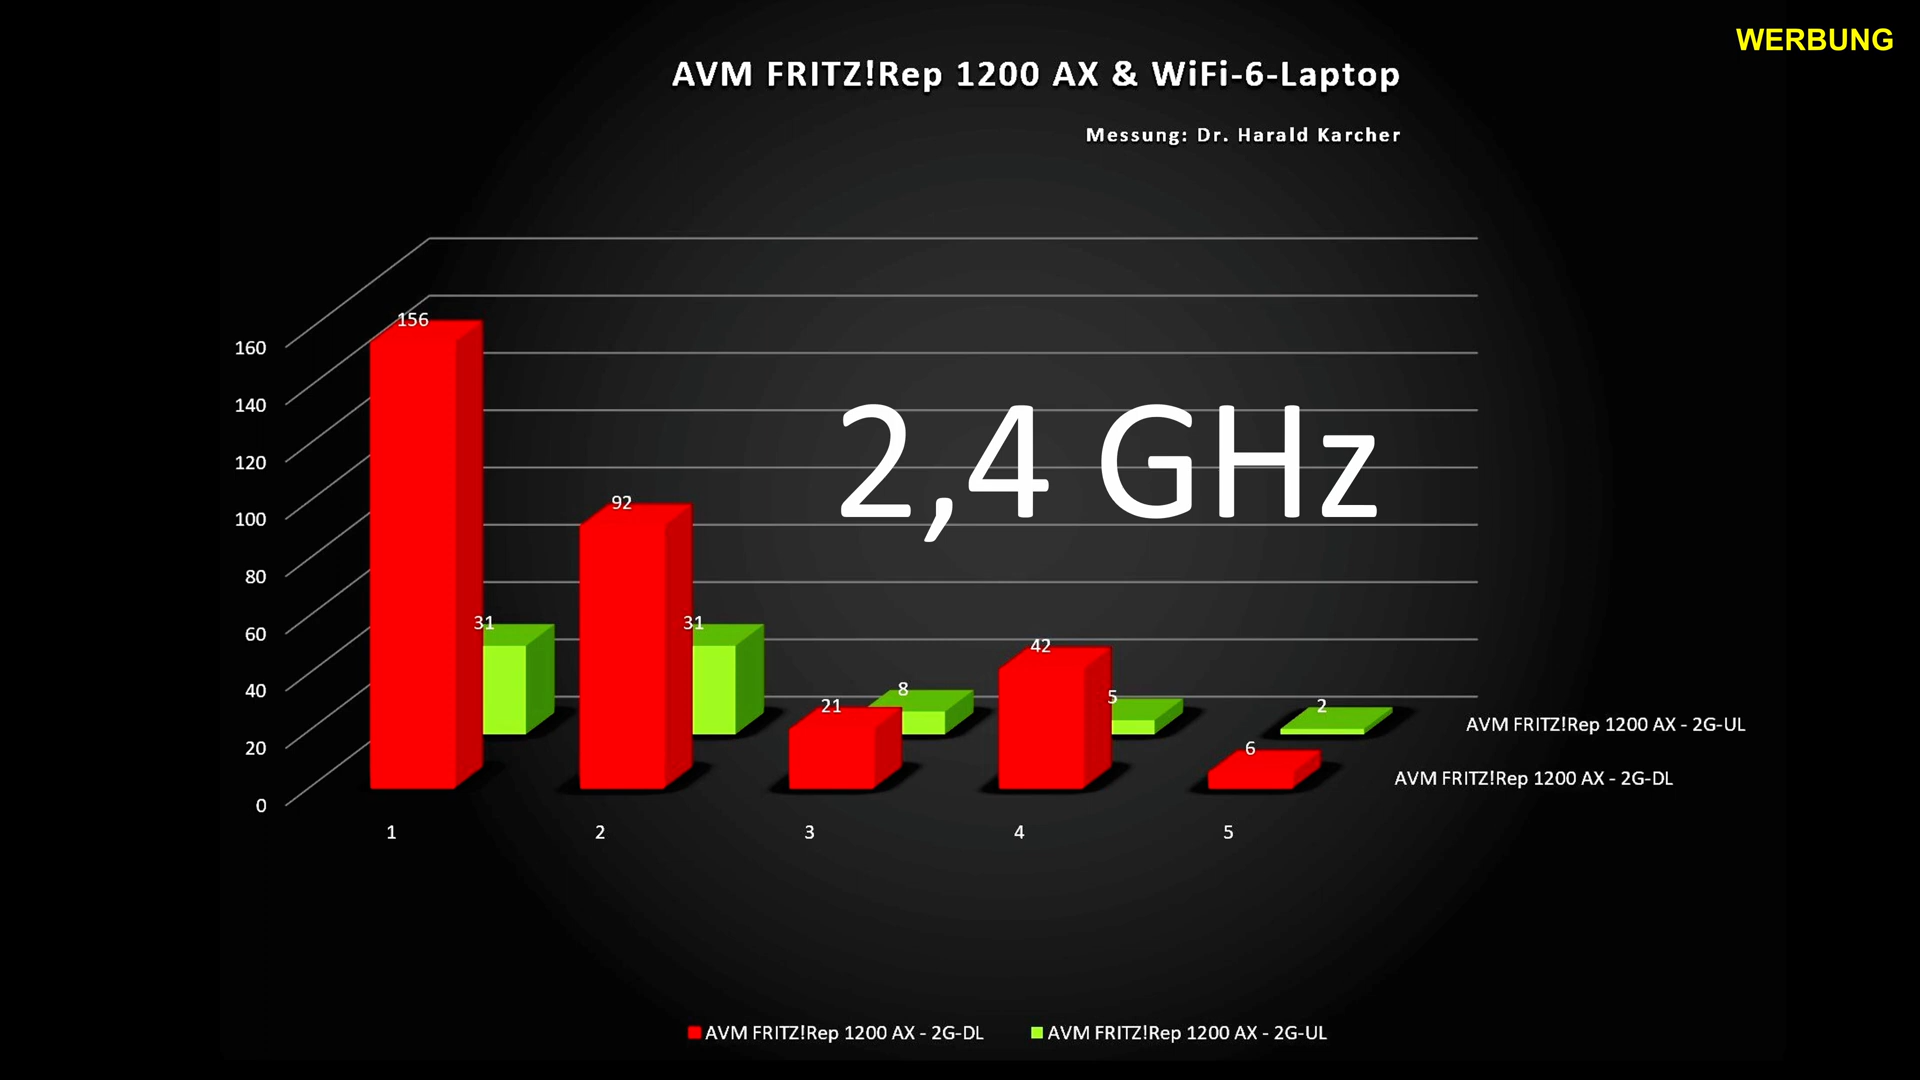 WERBUNG
AVM FRITZ!Rep 1200 AX & WiFi-6-Laptop
Messung: Dr. Harald Karcher
2,4 GHz
160
140
120
100
80
60
40
20
0
156
31
92
31
21
8
42
5
6
2
AVM FRITZ!Rep 1200 AX - 2G-UL
AVM FRITZ!Rep 1200 AX - 2G-DL
1 2 3 4 5
AVM FRITZ!Rep 1200 AX - 2G-DL AVM FRITZ!Rep 1200 AX - 2G-UL